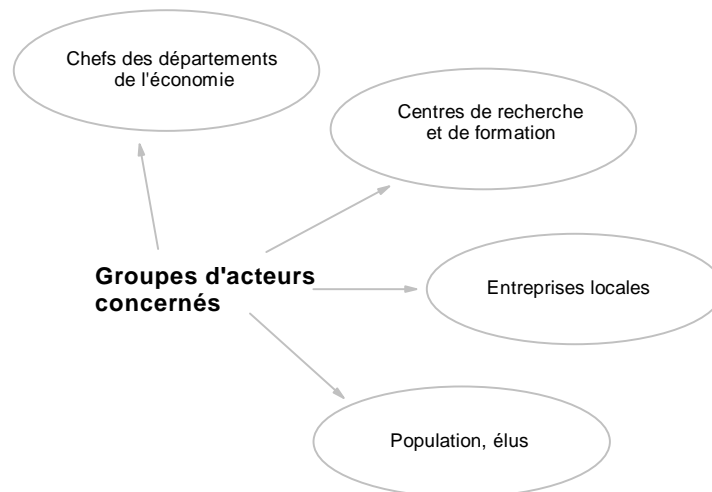 Chefs des départements
de l'économie
Centres de recherche
et de formation
Groupes d'acteurs
concernés
Entreprises locales
Population, élus